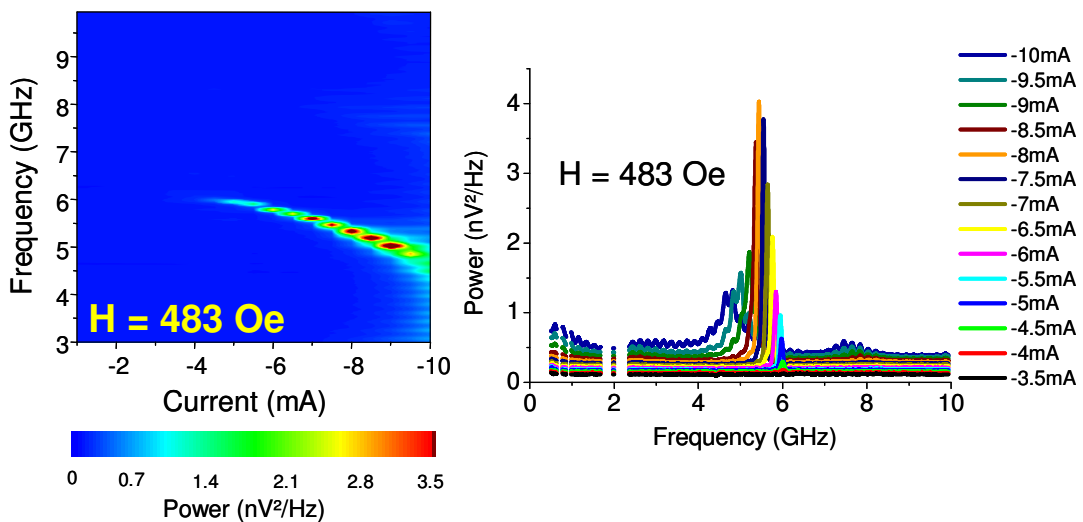 Frequency (GHz)
9
8
7
6
5
4
3
H = 483 Oe
-2
-4
-6
-8
-10
Current (mA)
0
0.7
1.4
2.1
2.8
3.5
Power (nV²/Hz)
Power (nV²/Hz)
4
3
2
1
0
H = 483 Oe
0
2
4
6
8
10
Frequency (GHz)
-10mA
-9.5mA
-9mA
-8.5mA
-8mA
-7.5mA
-7mA
-6.5mA
-6mA
-5.5mA
-5mA
-4.5mA
-4mA
-3.5mA